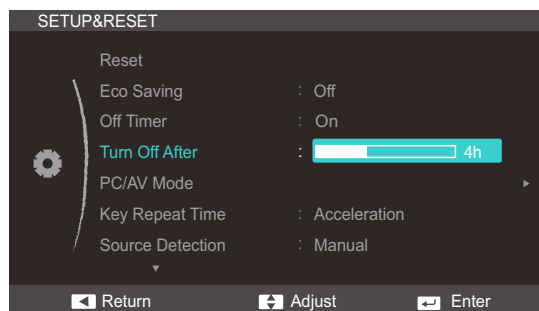 SETUP&RESET
Reset
Eco Saving : Off
Off Timer : On
Turn Off After : 4h
PC/AV Mode
Key Repeat Time : Acceleration
Source Detection : Manual
Return Adjust Enter